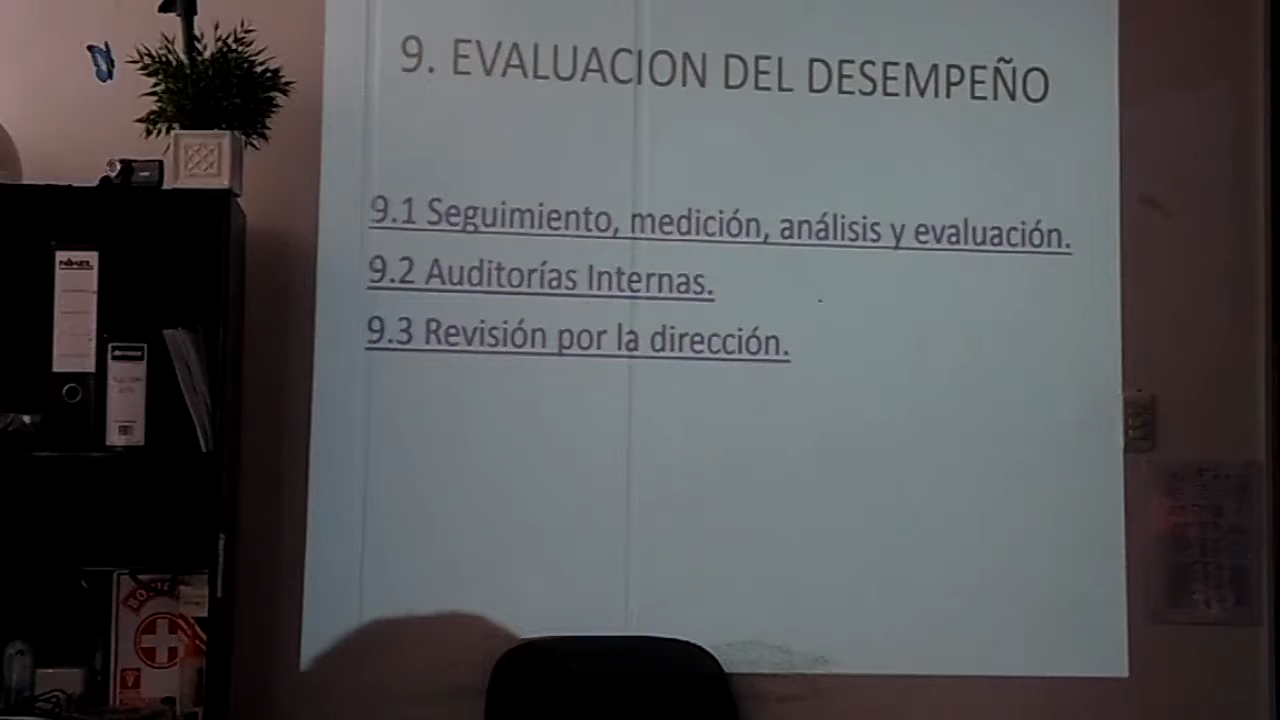 9. EVALUACION DEL DESEMPEÑO
9.1 Seguimiento, medición, análisis y evaluación.
9.2 Auditorías Internas.
9.3 Revisión por la dirección.